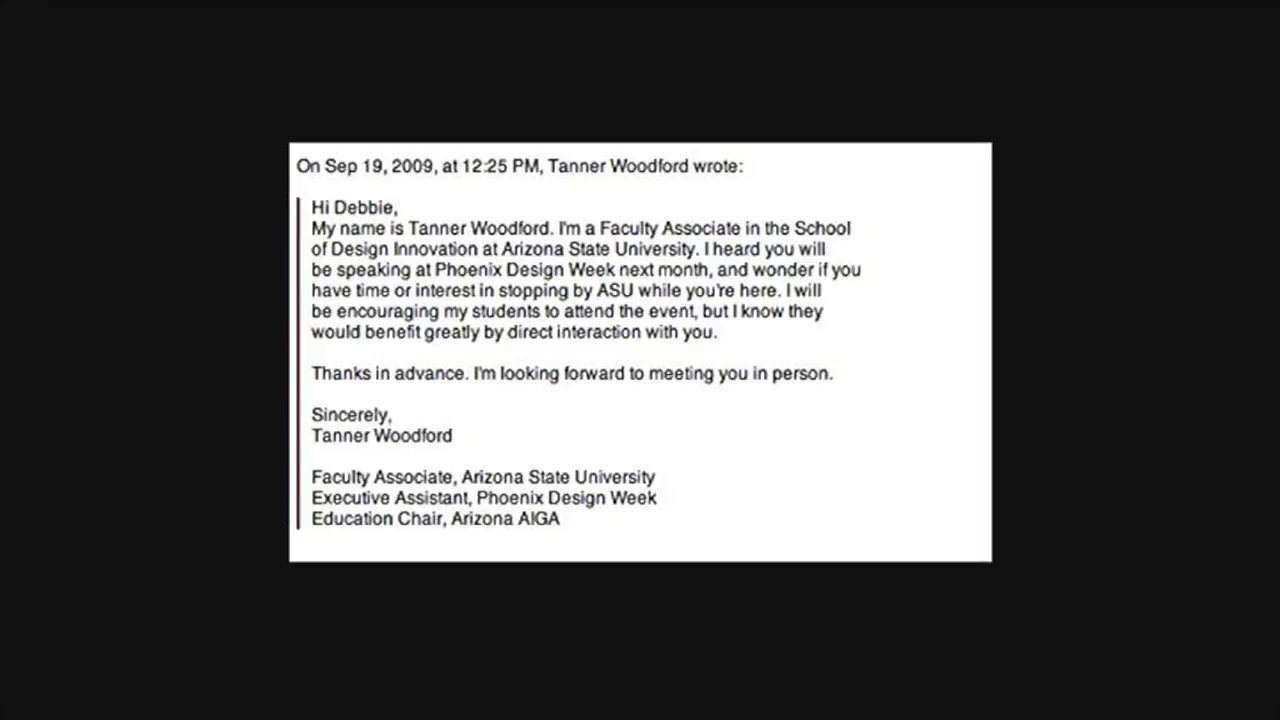 On Sep 19, 2009, at 12:25 PM, Tanner Woodford wrote:
Hi Debbie,
My name is Tanner Woodford. I'm a Faculty Associate in the School
of Design Innovation at Arizona State University. I heard you will
be speaking at Phoenix Design Week next month, and wonder if you
have time or interest in stopping by ASU while you're here. I will
be encouraging my students to attend the event, but I know they
would benefit greatly by direct interaction with you.
Thanks in advance. I'm looking forward to meeting you in person.
Sincerely,
Tanner Woodford
Faculty Associate, Arizona State University
Executive Assistant, Phoenix Design Week
Education Chair, Arizona AIGA